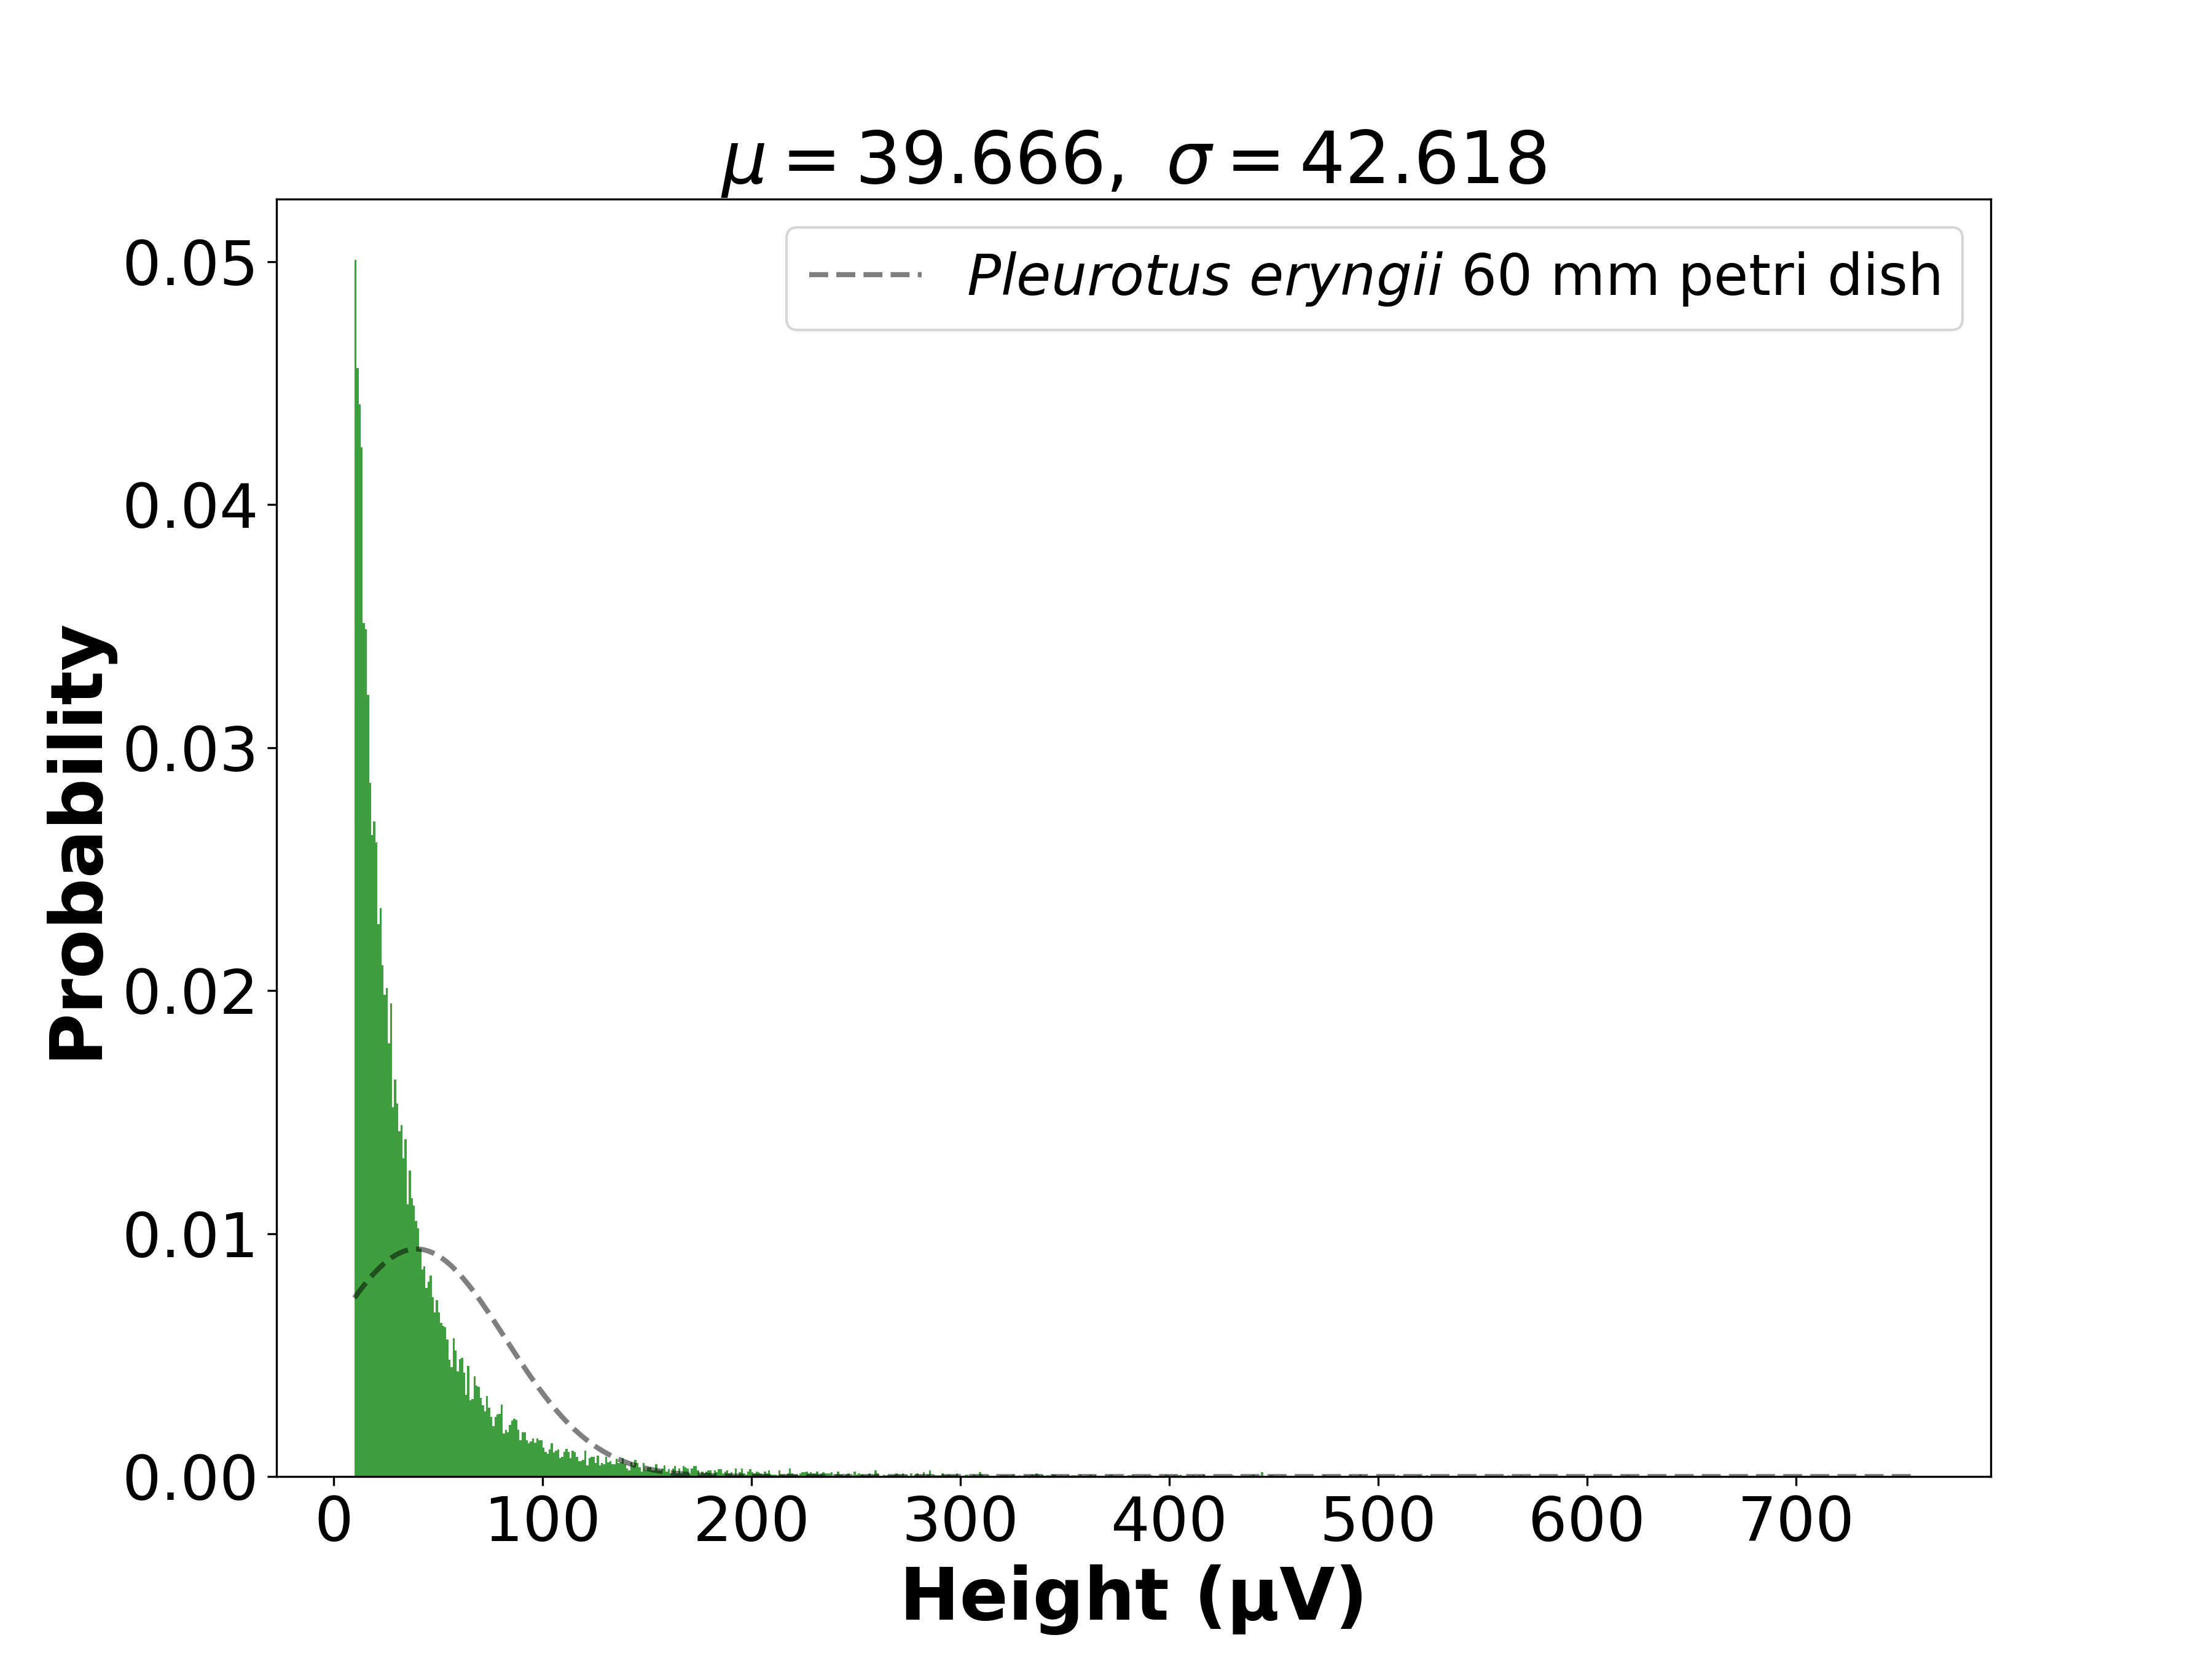 μ = 39.666, σ = 42.618
Pleurotus eryngii 60 mm petri dish
0.05
0.04
0.03
0.02
0.01
0.00
Probability
0 100 200 300 400 500 600 700
Height (μV)